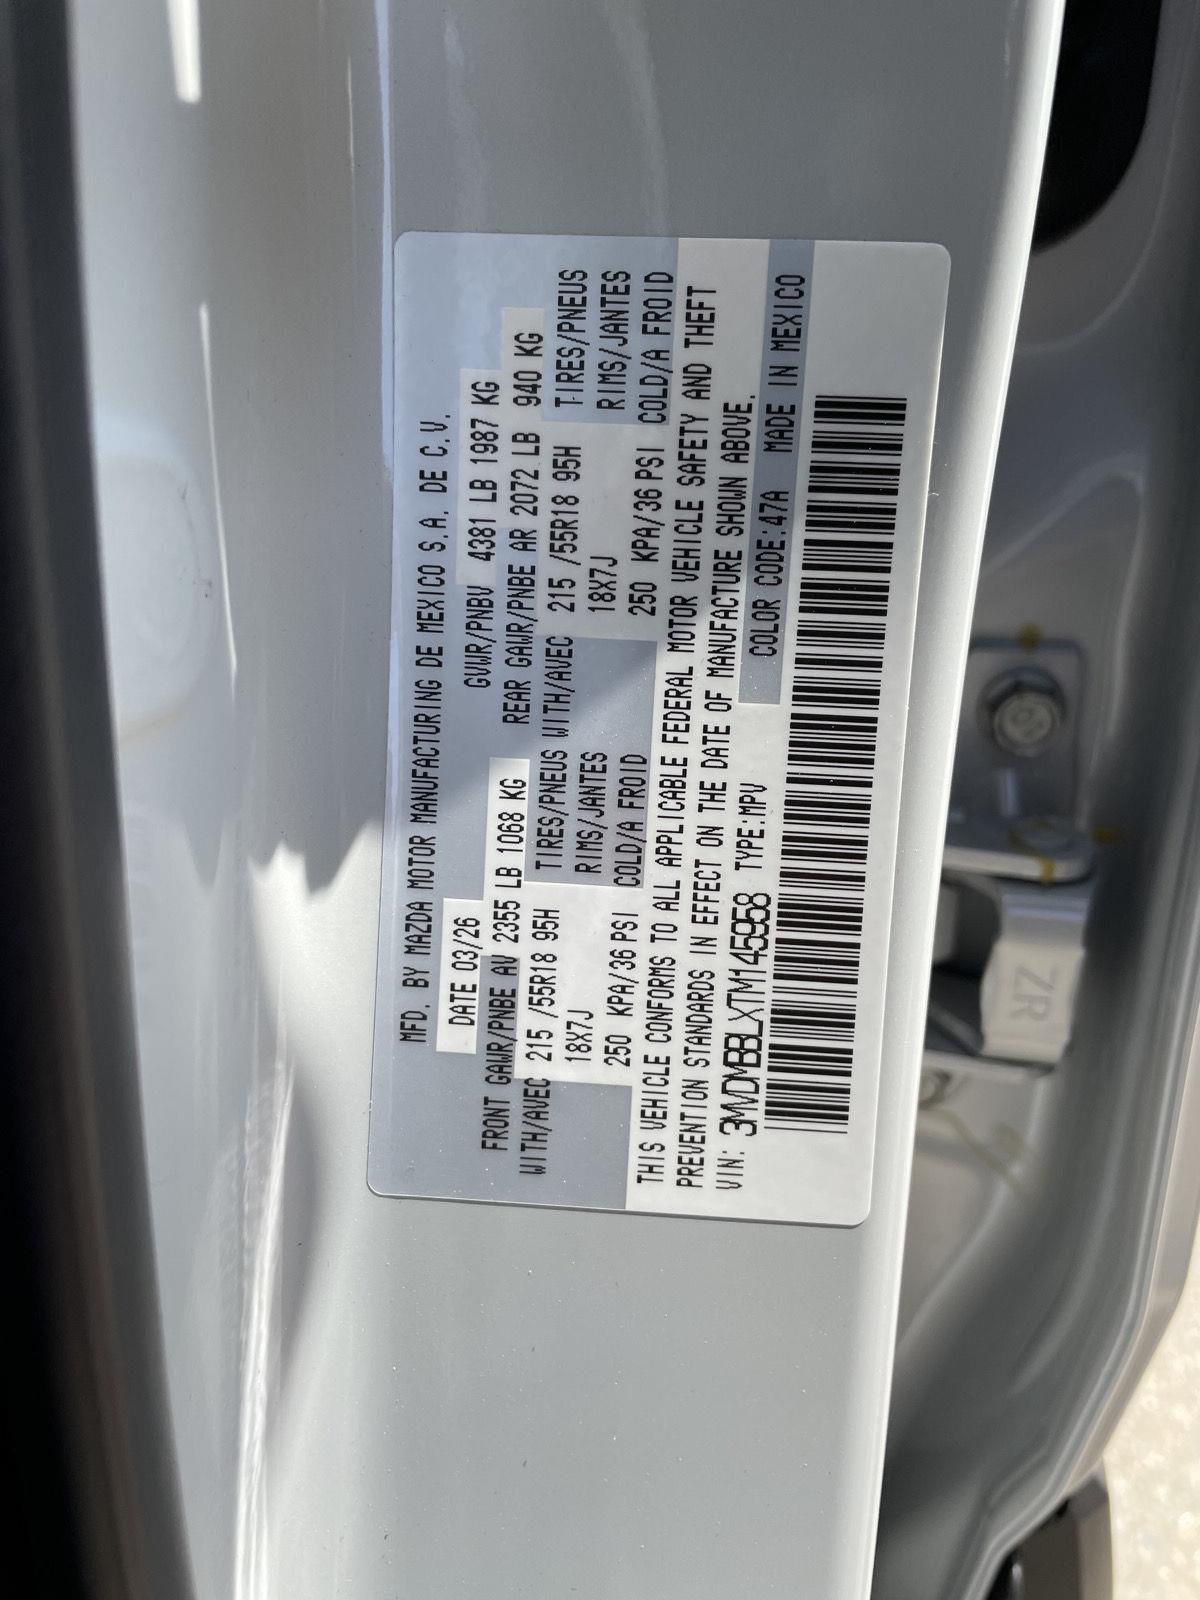 MFD. BY MAZDA MOTOR MANUFACTURING DE MEXICO S.A. DE C.V.
DATE 03/26 GVWR/PNBV 4381 LB 1987 KG
FRONT GAWR/PNBE AV 2355 LB 1068 KG REAR GAWR/PNBE AR 2072 LB 940 KG
WITH/AVEC 215 /55R18 95H TIRES/PNEUS WITH/AVEC 215 /55R18 95H TIRES/PNEUS
18X7J RIMS/JANTES 18X7J RIMS/JANTES
250 KPA/36 PSI COLD/A FROID 250 KPA/36 PSI COLD/A FROID
THIS VEHICLE CONFORMS TO ALL APPLICABLE FEDERAL MOTOR VEHICLE SAFETY AND THEFT
PREVENTION STANDARDS IN EFFECT ON THE DATE OF MANUFACTURE SHOWN ABOVE.
VIN: 3MVDMBBLXTM145958 TYPE:MPV COLOR CODE:47A MADE IN MEXICO
ZR